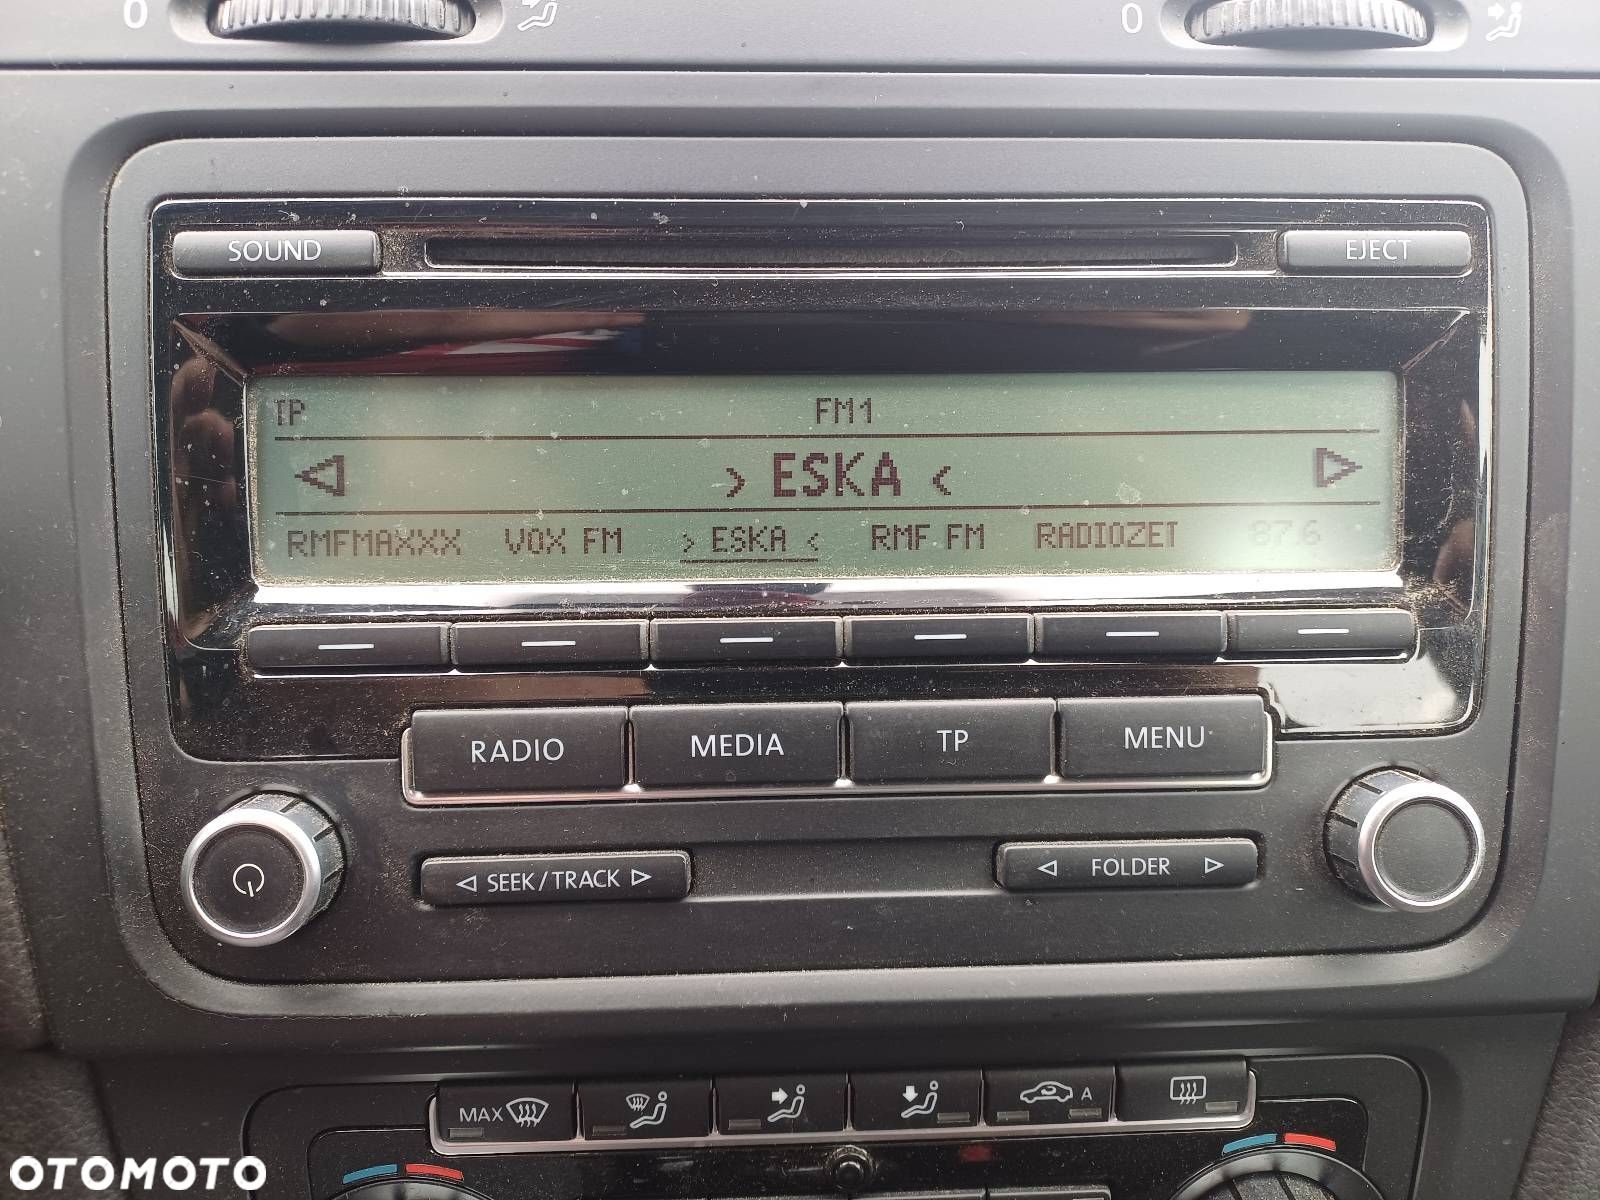 0 0
SOUND EJECT
TP FM1
> ESKA <
RMFMAXXX VOX FM > ESKA < RMF FM RADIOZET 87.6
RADIO MEDIA TP MENU
SEEK/TRACK FOLDER
MAX A
OTOMOTO